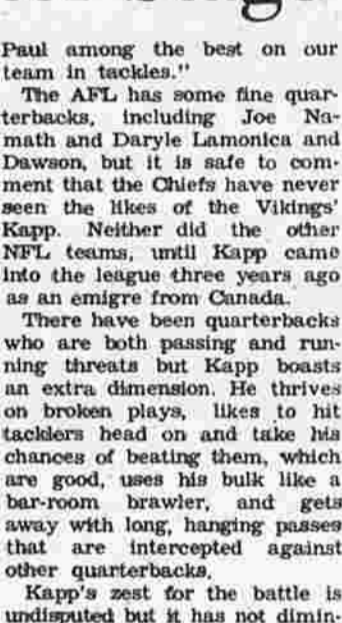 Paul among the best on our
team in tackles."
The AFL has some fine quar-
terbacks, including Joe Na-
math and Daryle Lamonica and
Dawson, but it is safe to com-
ment that the Chiefs have never
seen the likes of the Vikings'
Kapp. Neither did the other
NFL teams, until Kapp came
into the league three years ago
as an emigre from Canada.
There have been quarterbacks
who are both passing and run-
ning threats but Kapp boasts
an extra dimension. He thrives
on broken plays, likes to hit
tacklers head on and take his
chances of beating them, which
are good, uses his bulk like a
bar-room brawler, and gets
away with long, hanging passes
that are intercepted against
other quarterbacks.
Kapp's zest for the battle is
undisputed but it has not dimin-